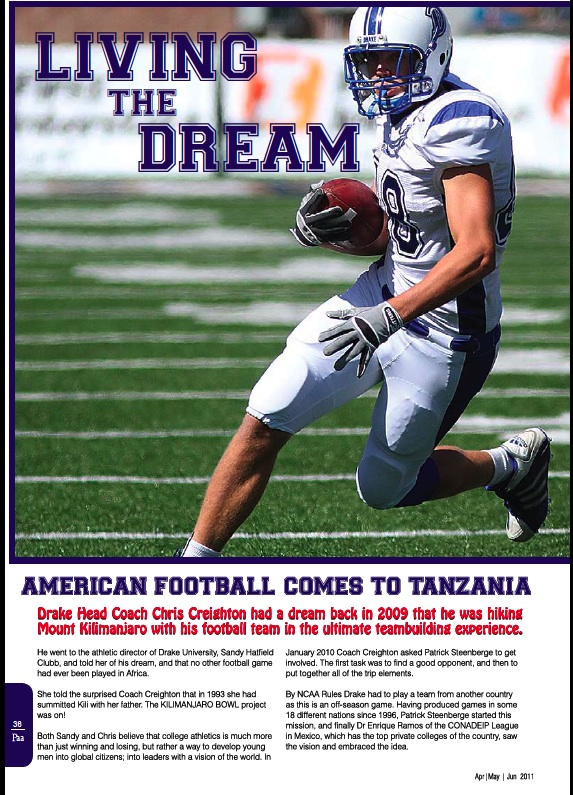 LIVING
THE
DREAM
DRAKE
D
8
AMERICAN FOOTBALL COMES TO TANZANIA
Drake Head Coach Chris Creighton had a dream back in 2009 that he was hiking
Mount Kilimanjaro with his football team in the ultimate teambuilding experience.
He went to the athletic director of Drake University, Sandy Hatfield
Clubb, and told her of his dream, and that no other football game
had ever been played in Africa.
She told the surprised Coach Creighton that in 1993 she had
summitted Kili with her father. The KILIMANJARO BOWL project
was on!
Both Sandy and Chris believe that college athletics is much more
than just winning and losing, but rather a way to develop young
men into global citizens; into leaders with a vision of the world. In
January 2010 Coach Creighton asked Patrick Steenberge to get
involved. The first task was to find a good opponent, and then to
put together all of the trip elements.
By NCAA Rules Drake had to play a team from another country
as this is an off-season game. Having produced games in some
18 different nations since 1996, Patrick Steenberge started this
mission, and finally Dr Enrique Ramos of the CONADEIP League
in Mexico, which has the top private colleges of the country, saw
the vision and embraced the idea.
36
Paa
Apr|May | Jun 2011